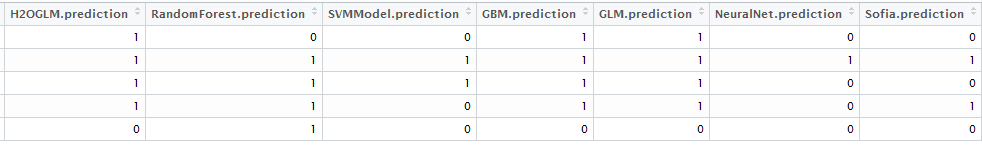 H2OGLM.prediction RandomForest.prediction SVMModel.prediction GBM.prediction GLM.prediction NeuralNet.prediction Sofia.prediction
1 0 0 1 1 0 0
1 1 1 1 1 1 1
1 1 1 1 1 0 0
1 1 0 1 1 0 1
0 1 0 0 0 0 0